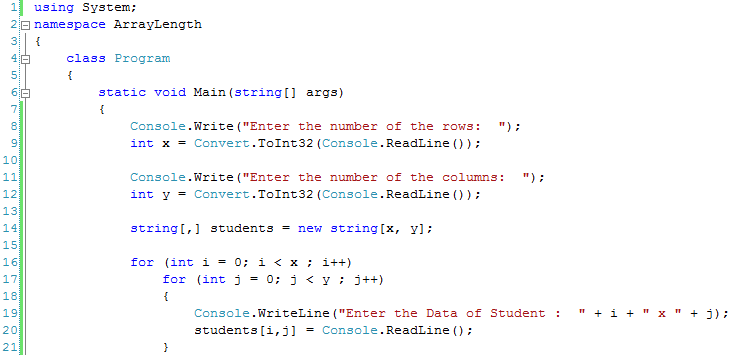 1 using System;
2 namespace ArrayLength
3 {
4     class Program
5     {
6         static void Main(string[] args)
7         {
8             Console.Write("Enter the number of the rows:  ");
9             int x = Convert.ToInt32(Console.ReadLine());
10
11             Console.Write("Enter the number of the columns:  ");
12             int y = Convert.ToInt32(Console.ReadLine());
13
14             string[,] students = new string[x, y];
15
16             for (int i = 0; i < x ; i++)
17                 for (int j = 0; j < y ; j++)
18                 {
19                     Console.WriteLine("Enter the Data of Student :  " + i + " x " + j);
20                     students[i,j] = Console.ReadLine();
21                 }